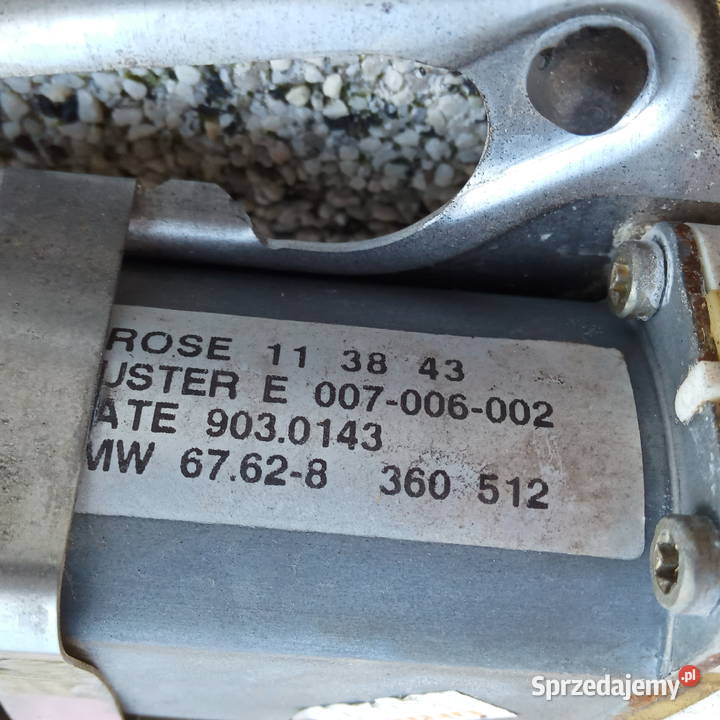 ROSE 11 38 43
USTER E 007-006-002
ATE 903.0143
MW 67.62-8 360 512
Sprzedajemy.pl